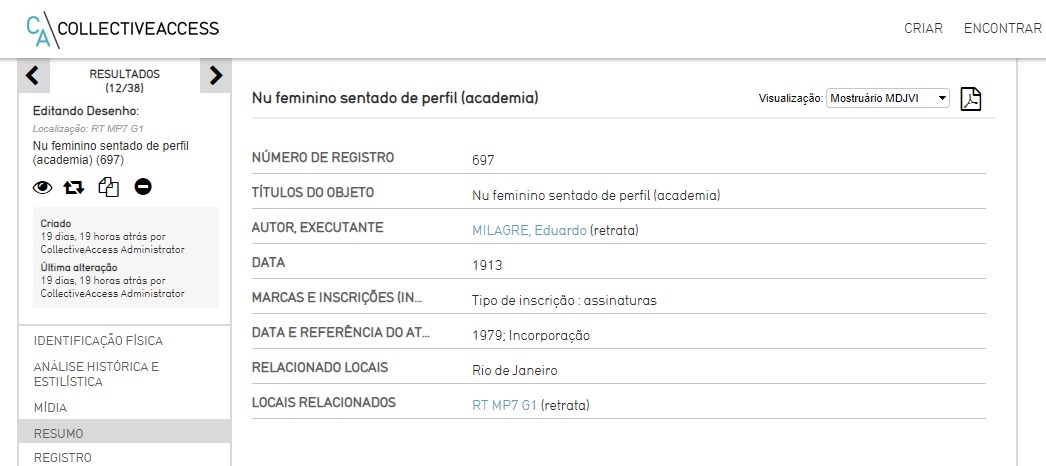 CA COLLECTIVEACCESS
CRIAR ENCONTRAR
RESULTADOS
(12/38)
Editando Desenho:
Localização: RT MP7 G1
Nu feminino sentado de perfil
(academia) (697)
Criado
19 dias, 19 horas atrás por
CollectiveAccess Administrator
Última alteração
19 dias, 19 horas atrás por
CollectiveAccess Administrator
IDENTIFICAÇÃO FÍSICA
ANÁLISE HISTÓRICA E
ESTILÍSTICA
MÍDIA
RESUMO
REGISTRO
Nu feminino sentado de perfil (academia)
Visualização: Mostruário MDJVI
NÚMERO DE REGISTRO 697
TÍTULOS DO OBJETO Nu feminino sentado de perfil (academia)
AUTOR, EXECUTANTE MILAGRE, Eduardo (retrata)
DATA 1913
MARCAS E INSCRIÇÕES (IN... Tipo de inscrição : assinaturas
DATA E REFERÊNCIA DO AT... 1979; Incorporação
RELACIONADO LOCAIS Rio de Janeiro
LOCAIS RELACIONADOS RT MP7 G1 (retrata)